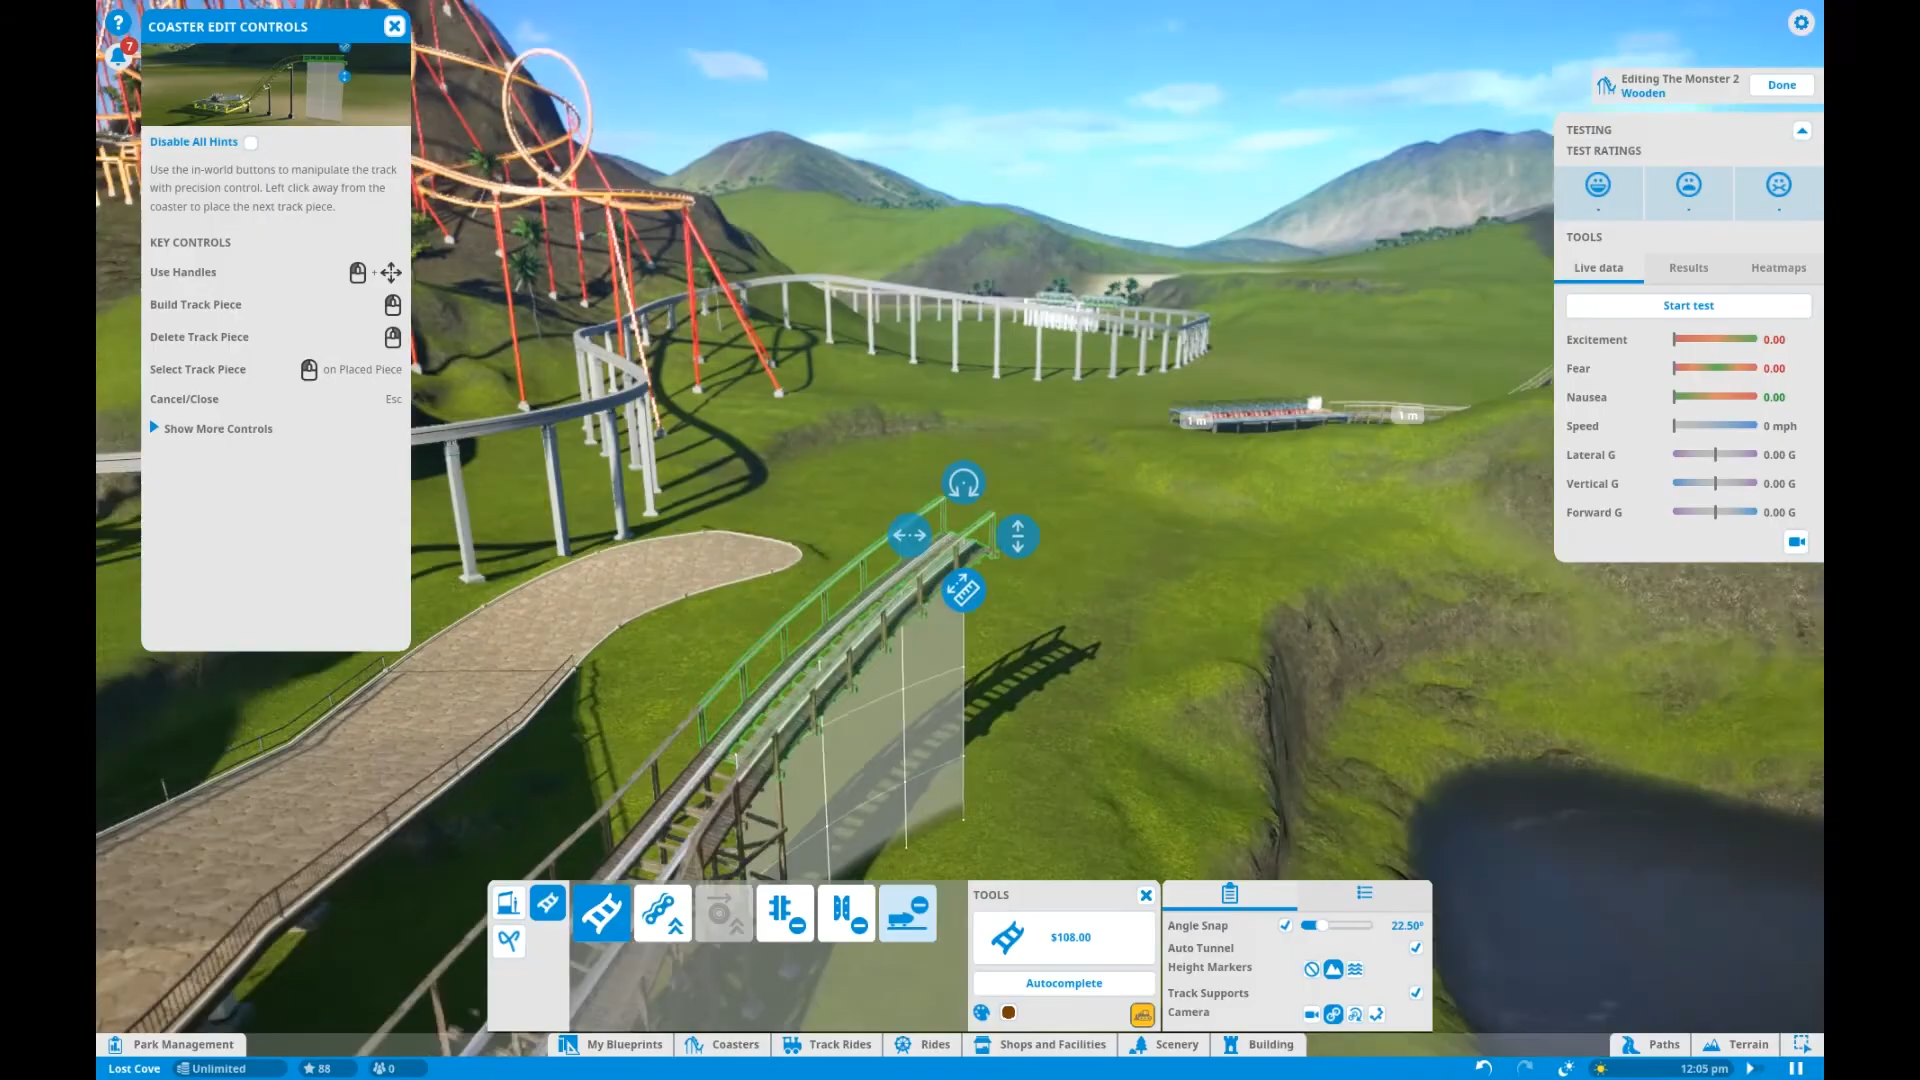 ?
7
COASTER EDIT CONTROLS
Disable All Hints
Use the in-world buttons to manipulate the track
with precision control. Left click away from the
coaster to place the next track piece.
KEY CONTROLS
Use Handles +
Build Track Piece
Delete Track Piece
Select Track Piece on Placed Piece
Cancel/Close Esc
Show More Controls
1 m
1 m
Editing The Monster 2
Wooden
Done
TESTING
TEST RATINGS
- - -
TOOLS
Live data Results Heatmaps
Start test
Excitement 0.00
Fear 0.00
Nausea 0.00
Speed 0 mph
Lateral G 0.00 G
Vertical G 0.00 G
Forward G 0.00 G
TOOLS
$108.00
Autocomplete
Angle Snap 22.50°
Auto Tunnel
Height Markers
Track Supports
Camera
Park Management
My Blueprints
Coasters
Track Rides
Rides
Shops and Facilities
Scenery
Building
Paths
Terrain
Lost Cove Unlimited 88 0
12:05 pm